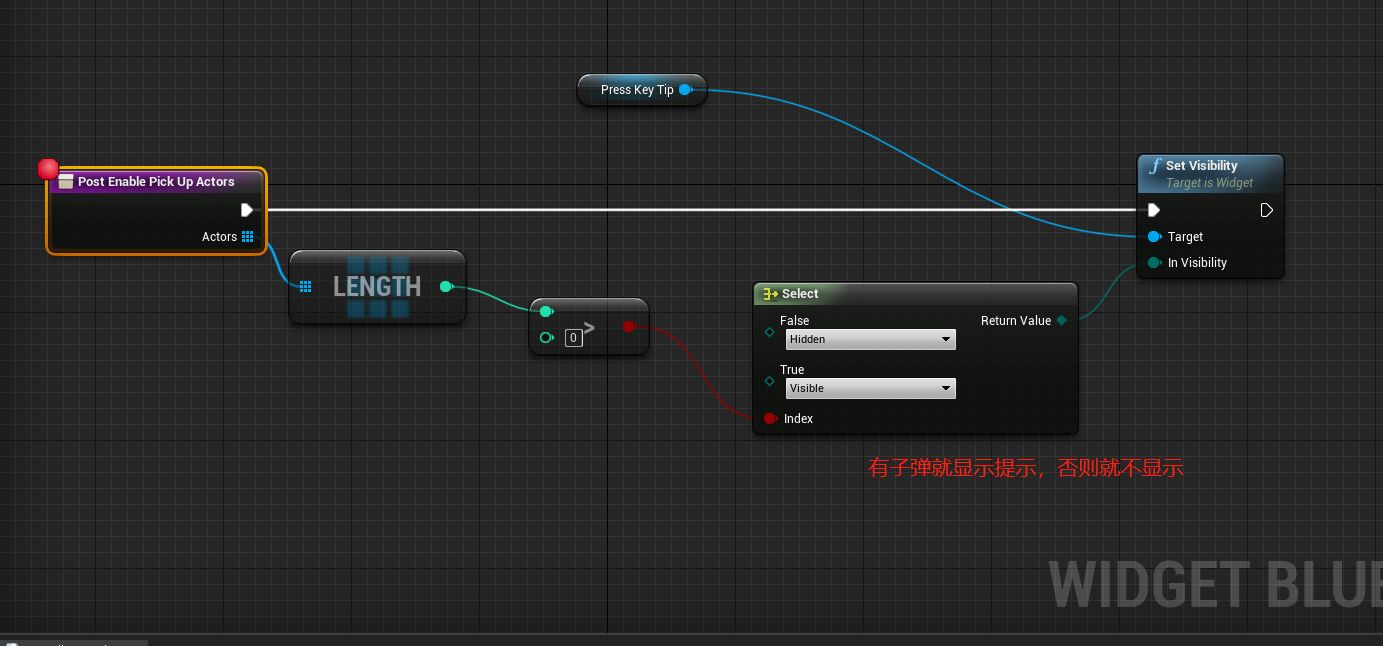 Press Key Tip
Post Enable Pick Up Actors
Actors
Set Visibility
Target is Widget
Target
In Visibility
LENGTH
0 >
Select
False
Hidden
Return Value
True
Visible
Index
有子弹就显示提示，否则就不显示
WIDGET BLUE